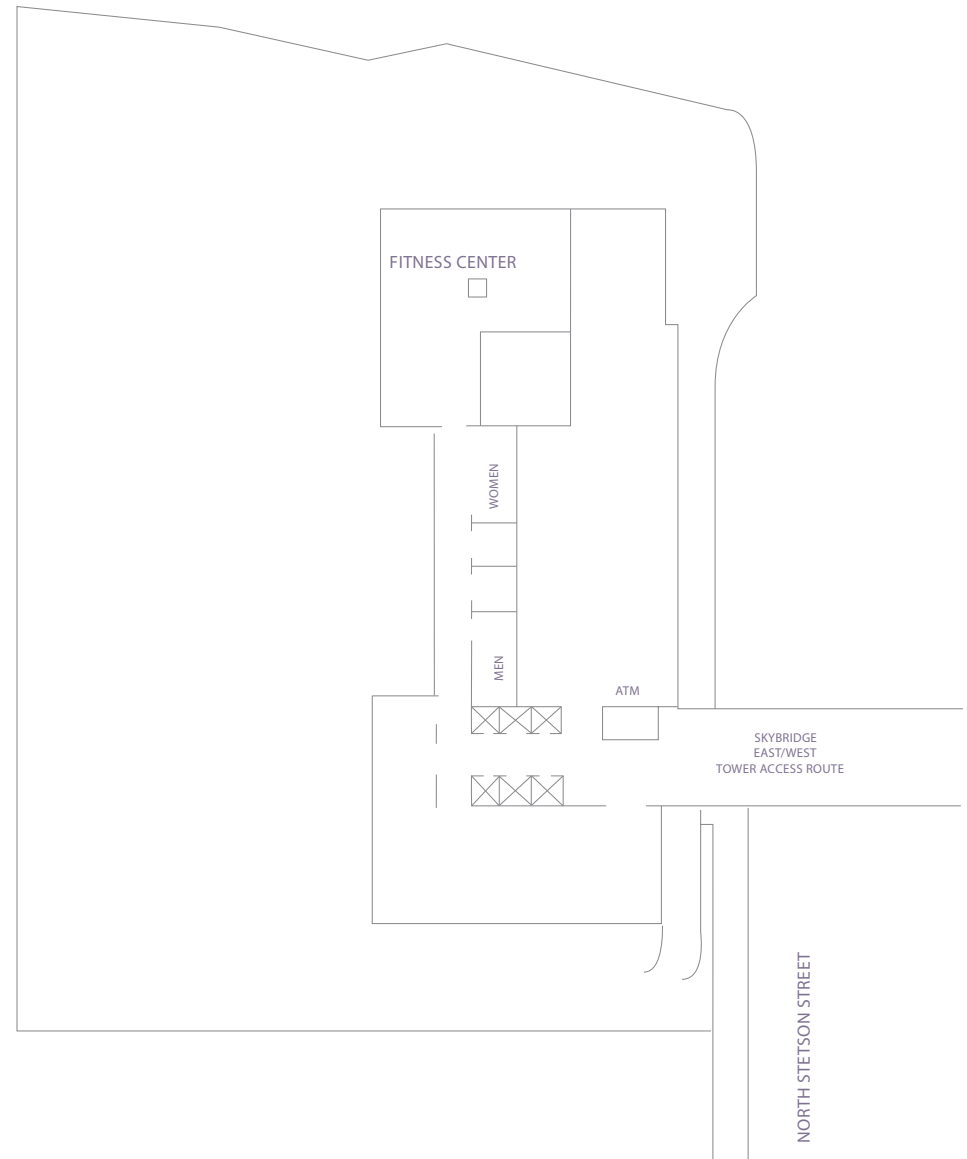 FITNESS CENTER
WOMEN
MEN
ATM
SKYBRIDGE
EAST/WEST
TOWER ACCESS ROUTE
NORTH STETSON STREET